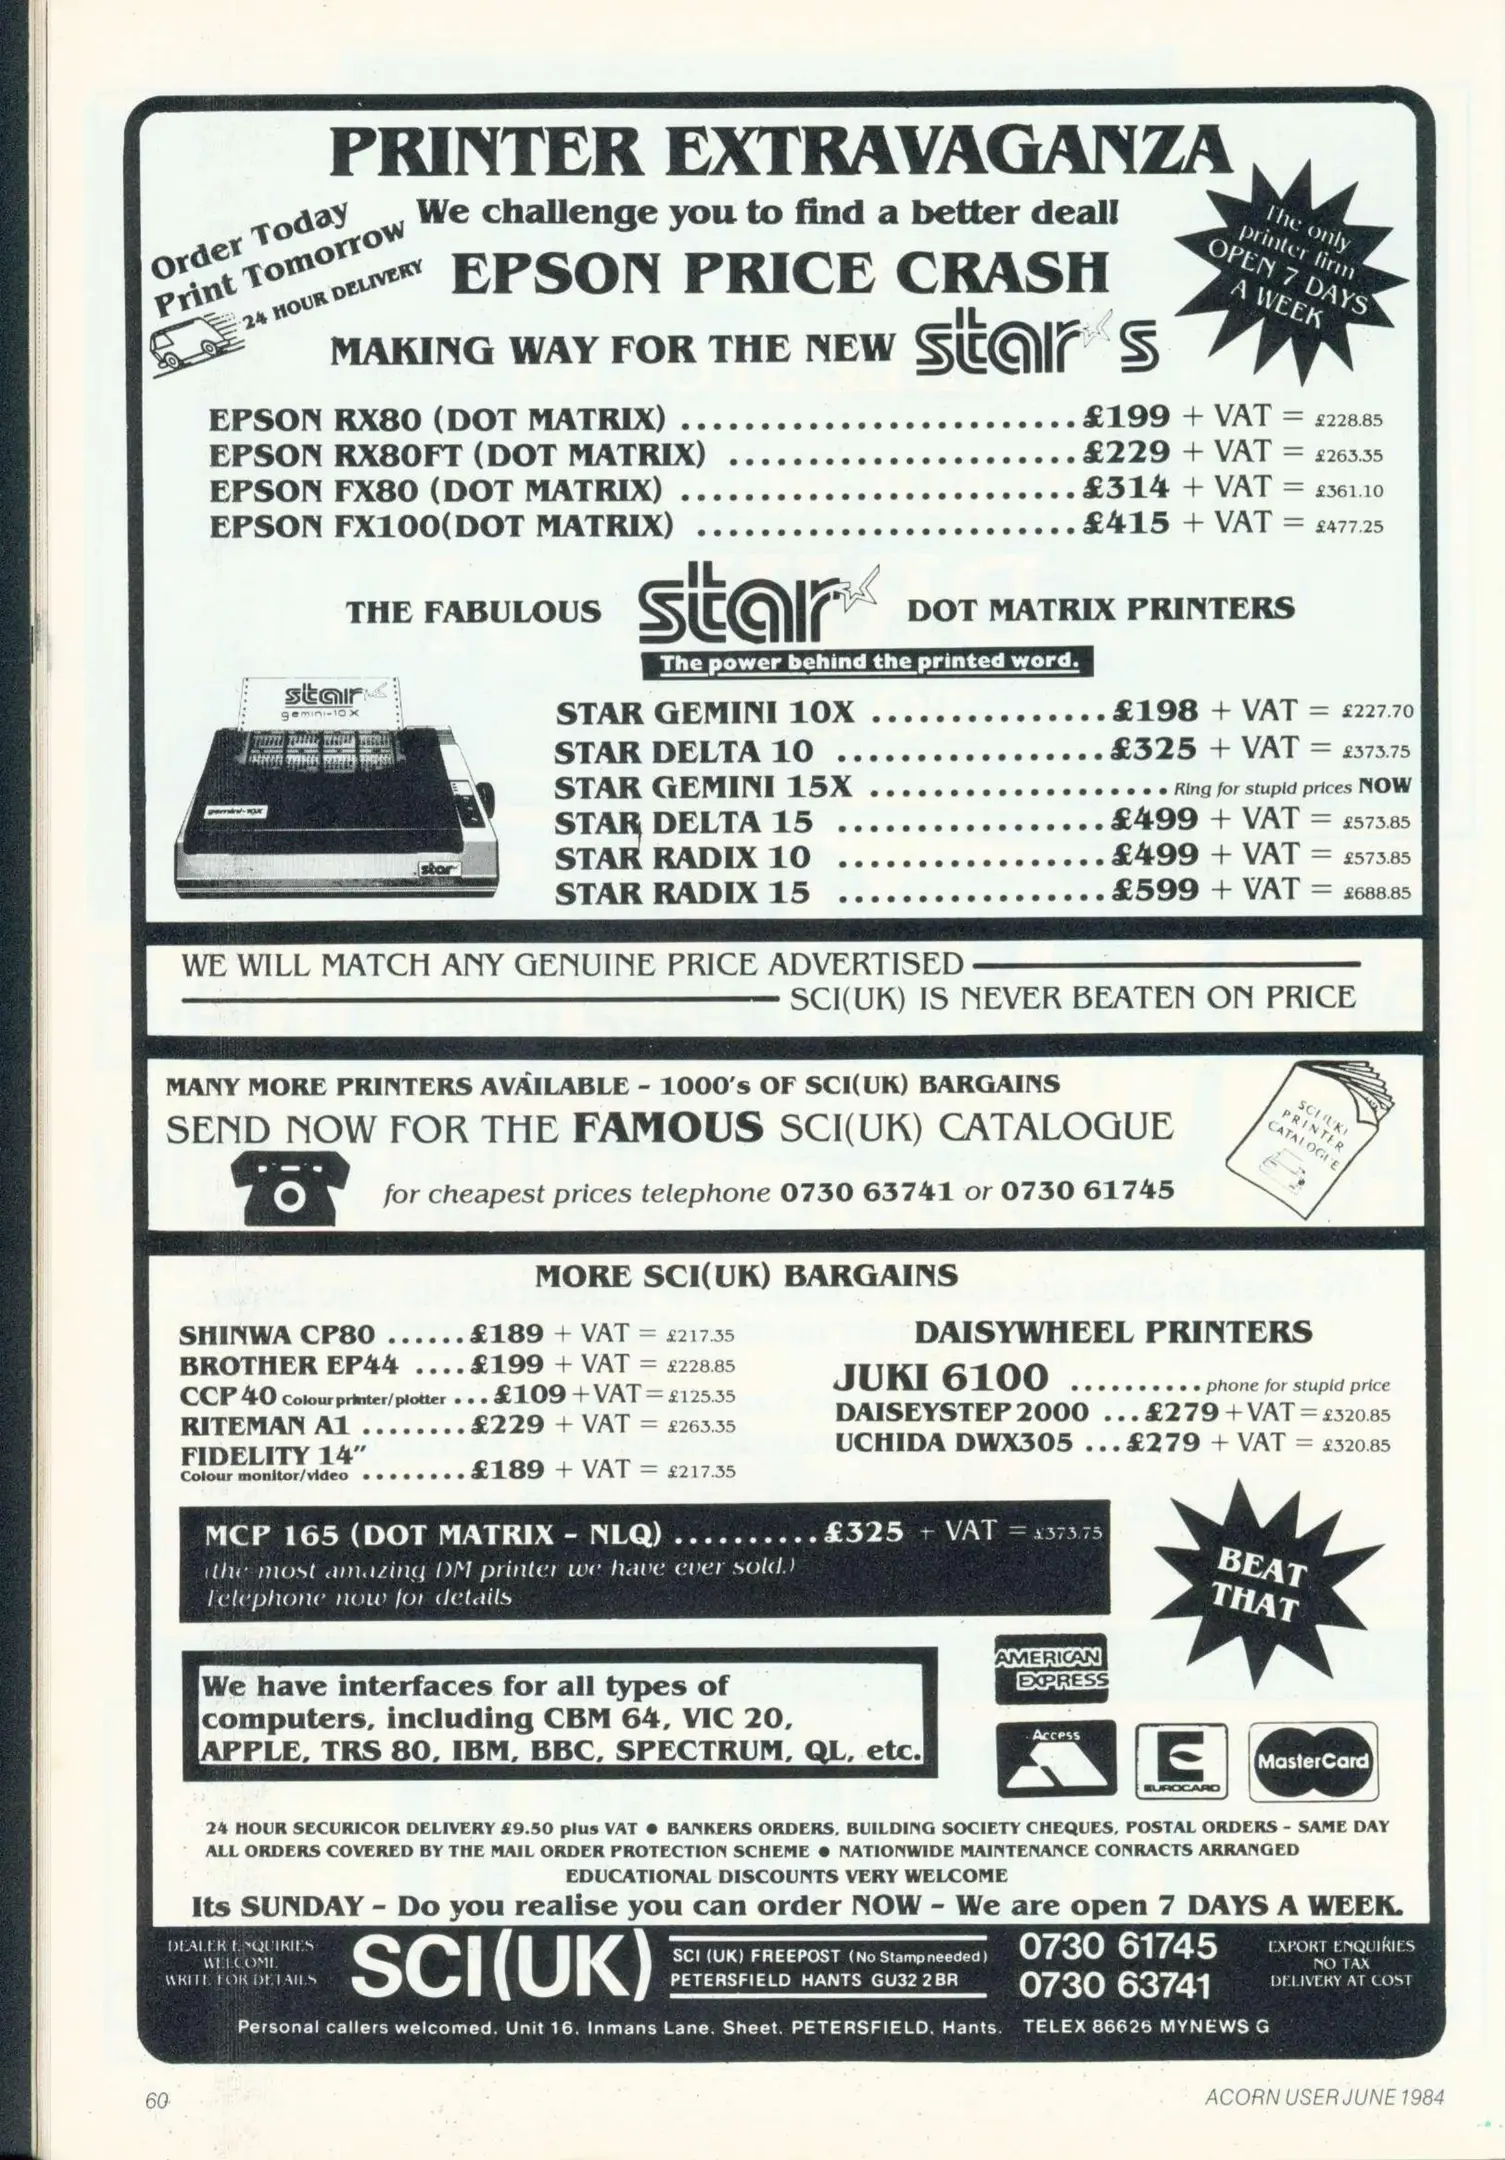 PRINTER EXTRAVAGANZA
We challenge you to find a better deal!
Order Today
Print Tomorrow
24 HOUR DELIVERY
EPSON PRICE CRASH
The only
printer firm
OPEN 7 DAYS
A WEEK
MAKING WAY FOR THE NEW star s
EPSON RX80 (DOT MATRIX) ......................... £199 + VAT = £228.85
EPSON RX80FT (DOT MATRIX) ...................... £229 + VAT = £263.35
EPSON FX80 (DOT MATRIX) ......................... £314 + VAT = £361.10
EPSON FX100(DOT MATRIX) ........................ £415 + VAT = £477.25
THE FABULOUS star DOT MATRIX PRINTERS
The power behind the printed word.
star
gemini-10X
gemini-10X
star
STAR GEMINI 10X ............... £198 + VAT = £227.70
STAR DELTA 10 ................. £325 + VAT = £373.75
STAR GEMINI 15X ................... Ring for stupid prices NOW
STAR DELTA 15 ................. £499 + VAT = £573.85
STAR RADIX 10 ................. £499 + VAT = £573.85
STAR RADIX 15 ................. £599 + VAT = £688.85
WE WILL MATCH ANY GENUINE PRICE ADVERTISED
SCI(UK) IS NEVER BEATEN ON PRICE
MANY MORE PRINTERS AVAILABLE - 1000's OF SCI(UK) BARGAINS
SEND NOW FOR THE FAMOUS SCI(UK) CATALOGUE
for cheapest prices telephone 0730 63741 or 0730 61745
SCI (UK)
PRINTER
CATALOGUE
MORE SCI(UK) BARGAINS
SHINWA CP80 ...... £189 + VAT = £217.35
BROTHER EP44 .... £199 + VAT = £228.85
CCP 40 Colour printer/plotter ... £109 + VAT = £125.35
RITEMAN A1 ........ £229 + VAT = £263.35
FIDELITY 14"
Colour monitor/video ........ £189 + VAT = £217.35
DAISYWHEEL PRINTERS
JUKI 6100 .......... phone for stupid price
DAISEYSTEP 2000 ... £279 + VAT = £320.85
UCHIDA DWX305 ... £279 + VAT = £320.85
MCP 165 (DOT MATRIX - NLQ) .......... £325 + VAT = £373.75
(the most amazing DM printer we have ever sold.)
Telephone now for details
BEAT
THAT
We have interfaces for all types of
computers, including CBM 64, VIC 20,
APPLE, TRS 80, IBM, BBC, SPECTRUM, QL, etc.
AMERICAN
EXPRESS
Access
EUROCARD
MasterCard
24 HOUR SECURICOR DELIVERY £9.50 plus VAT ● BANKERS ORDERS, BUILDING SOCIETY CHEQUES, POSTAL ORDERS - SAME DAY
ALL ORDERS COVERED BY THE MAIL ORDER PROTECTION SCHEME ● NATIONWIDE MAINTENANCE CONRACTS ARRANGED
EDUCATIONAL DISCOUNTS VERY WELCOME
Its SUNDAY - Do you realise you can order NOW - We are open 7 DAYS A WEEK.
DEALER ENQUIRIES
WELCOME
WRITE FOR DETAILS
SCI(UK)
SCI (UK) FREEPOST (No Stamp needed)
PETERSFIELD HANTS GU32 2BR
0730 61745
0730 63741
EXPORT ENQUIRIES
NO TAX
DELIVERY AT COST
Personal callers welcomed. Unit 16, Inmans Lane, Sheet, PETERSFIELD, Hants. TELEX 86626 MYNEWS G
60
ACORN USER JUNE 1984